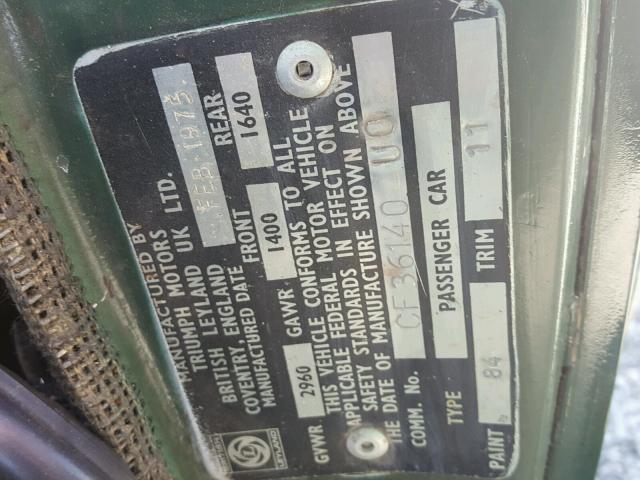 MANUFACTURED BY
TRIUMPH MOTORS
BRITISH LEYLAND UK LTD.
COVENTRY, ENGLAND
MANUFACTURED DATE FEB 1975
GAWR FRONT 1400 REAR 1640
GVWR 2960
THIS VEHICLE CONFORMS TO ALL
APPLICABLE FEDERAL MOTOR VEHICLE
SAFETY STANDARDS IN EFFECT ON
THE DATE OF MANUFACTURE SHOWN ABOVE
COMM. No. CF36140 UO
TYPE PASSENGER CAR
PAINT 84 TRIM 11
LEYLAND